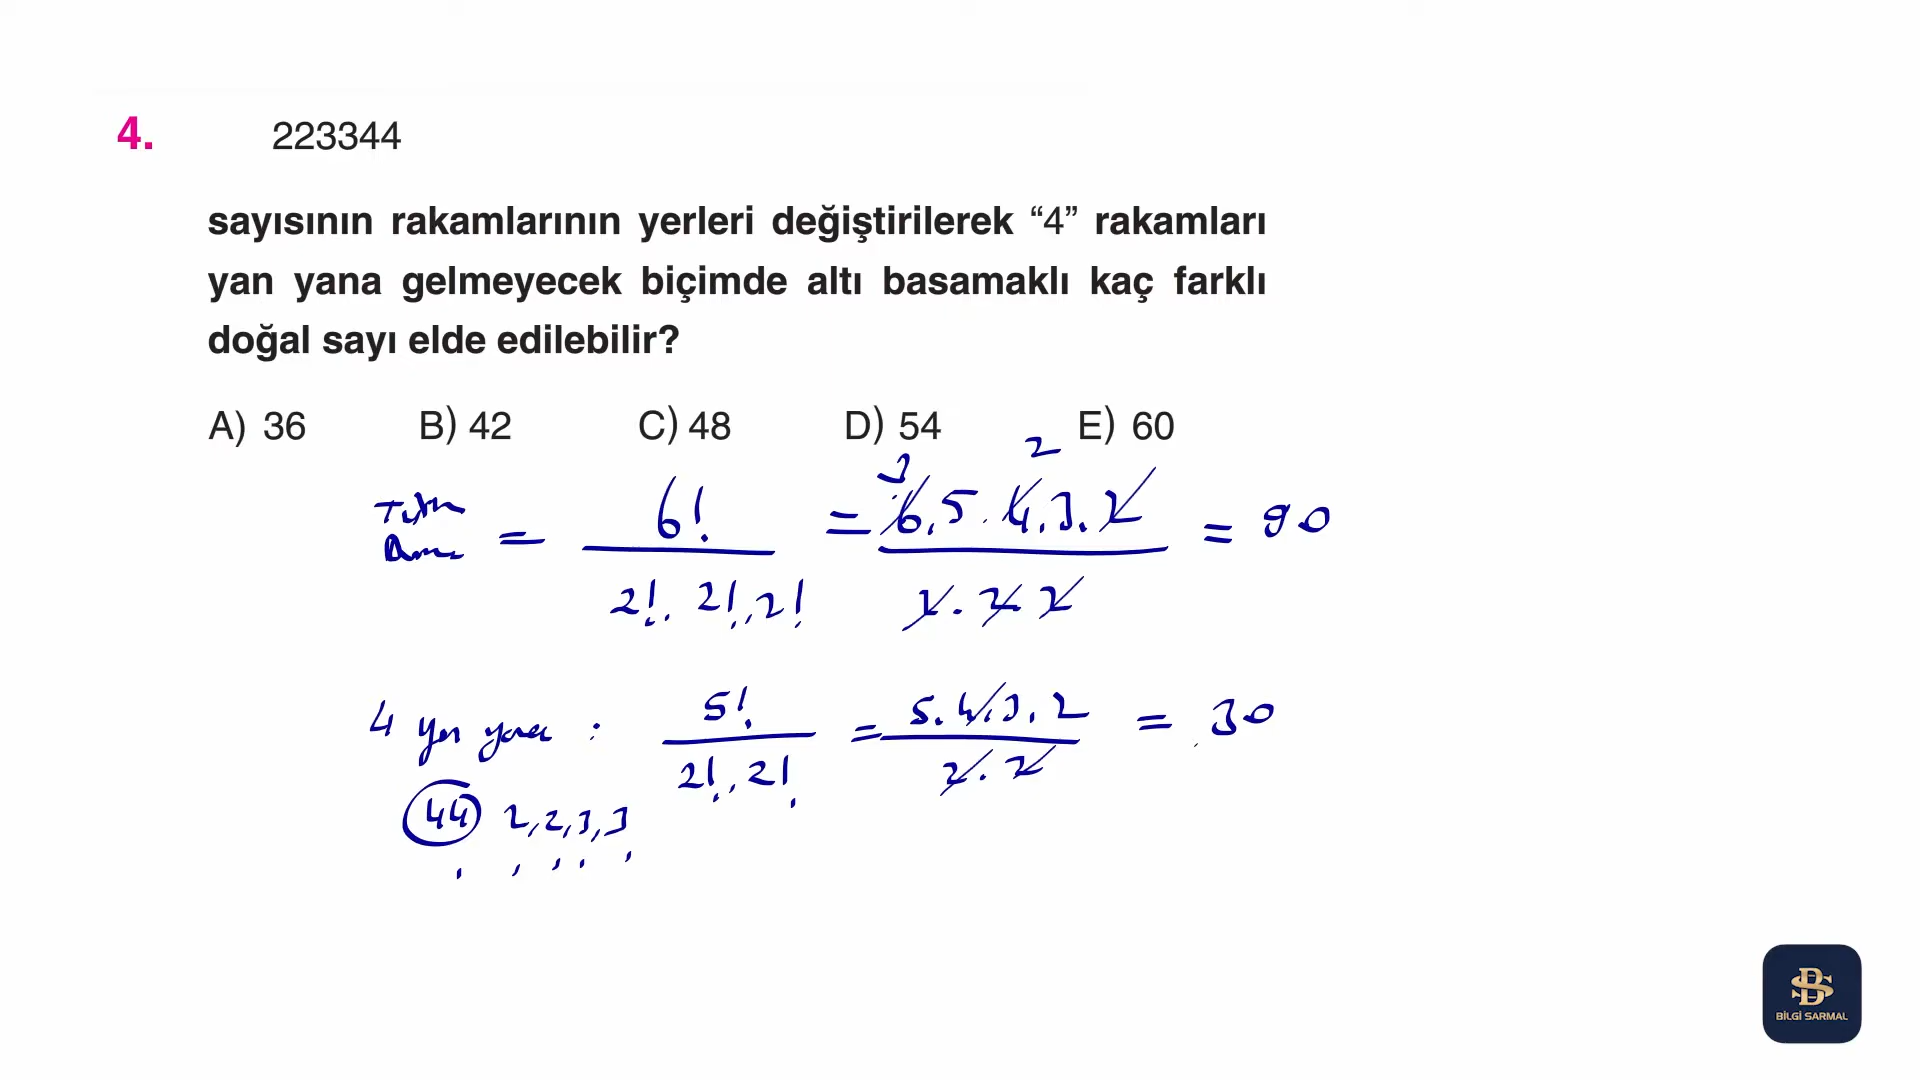 4. 223344
sayısının rakamlarının yerleri değiştirilerek “4” rakamları
yan yana gelmeyecek biçimde altı basamaklı kaç farklı
doğal sayı elde edilebilir?
A) 36 B) 42 C) 48 D) 54 E) 60
3 2
= 6! / 2!.2!.2! = 6.5.4.3.2 / 2.2.2 = 90
4 yan yana : 5! / 2!.2! = 5.4.3.2 / 2.2 = 30
44 2,2,3,3
BİLGİ SARMAL